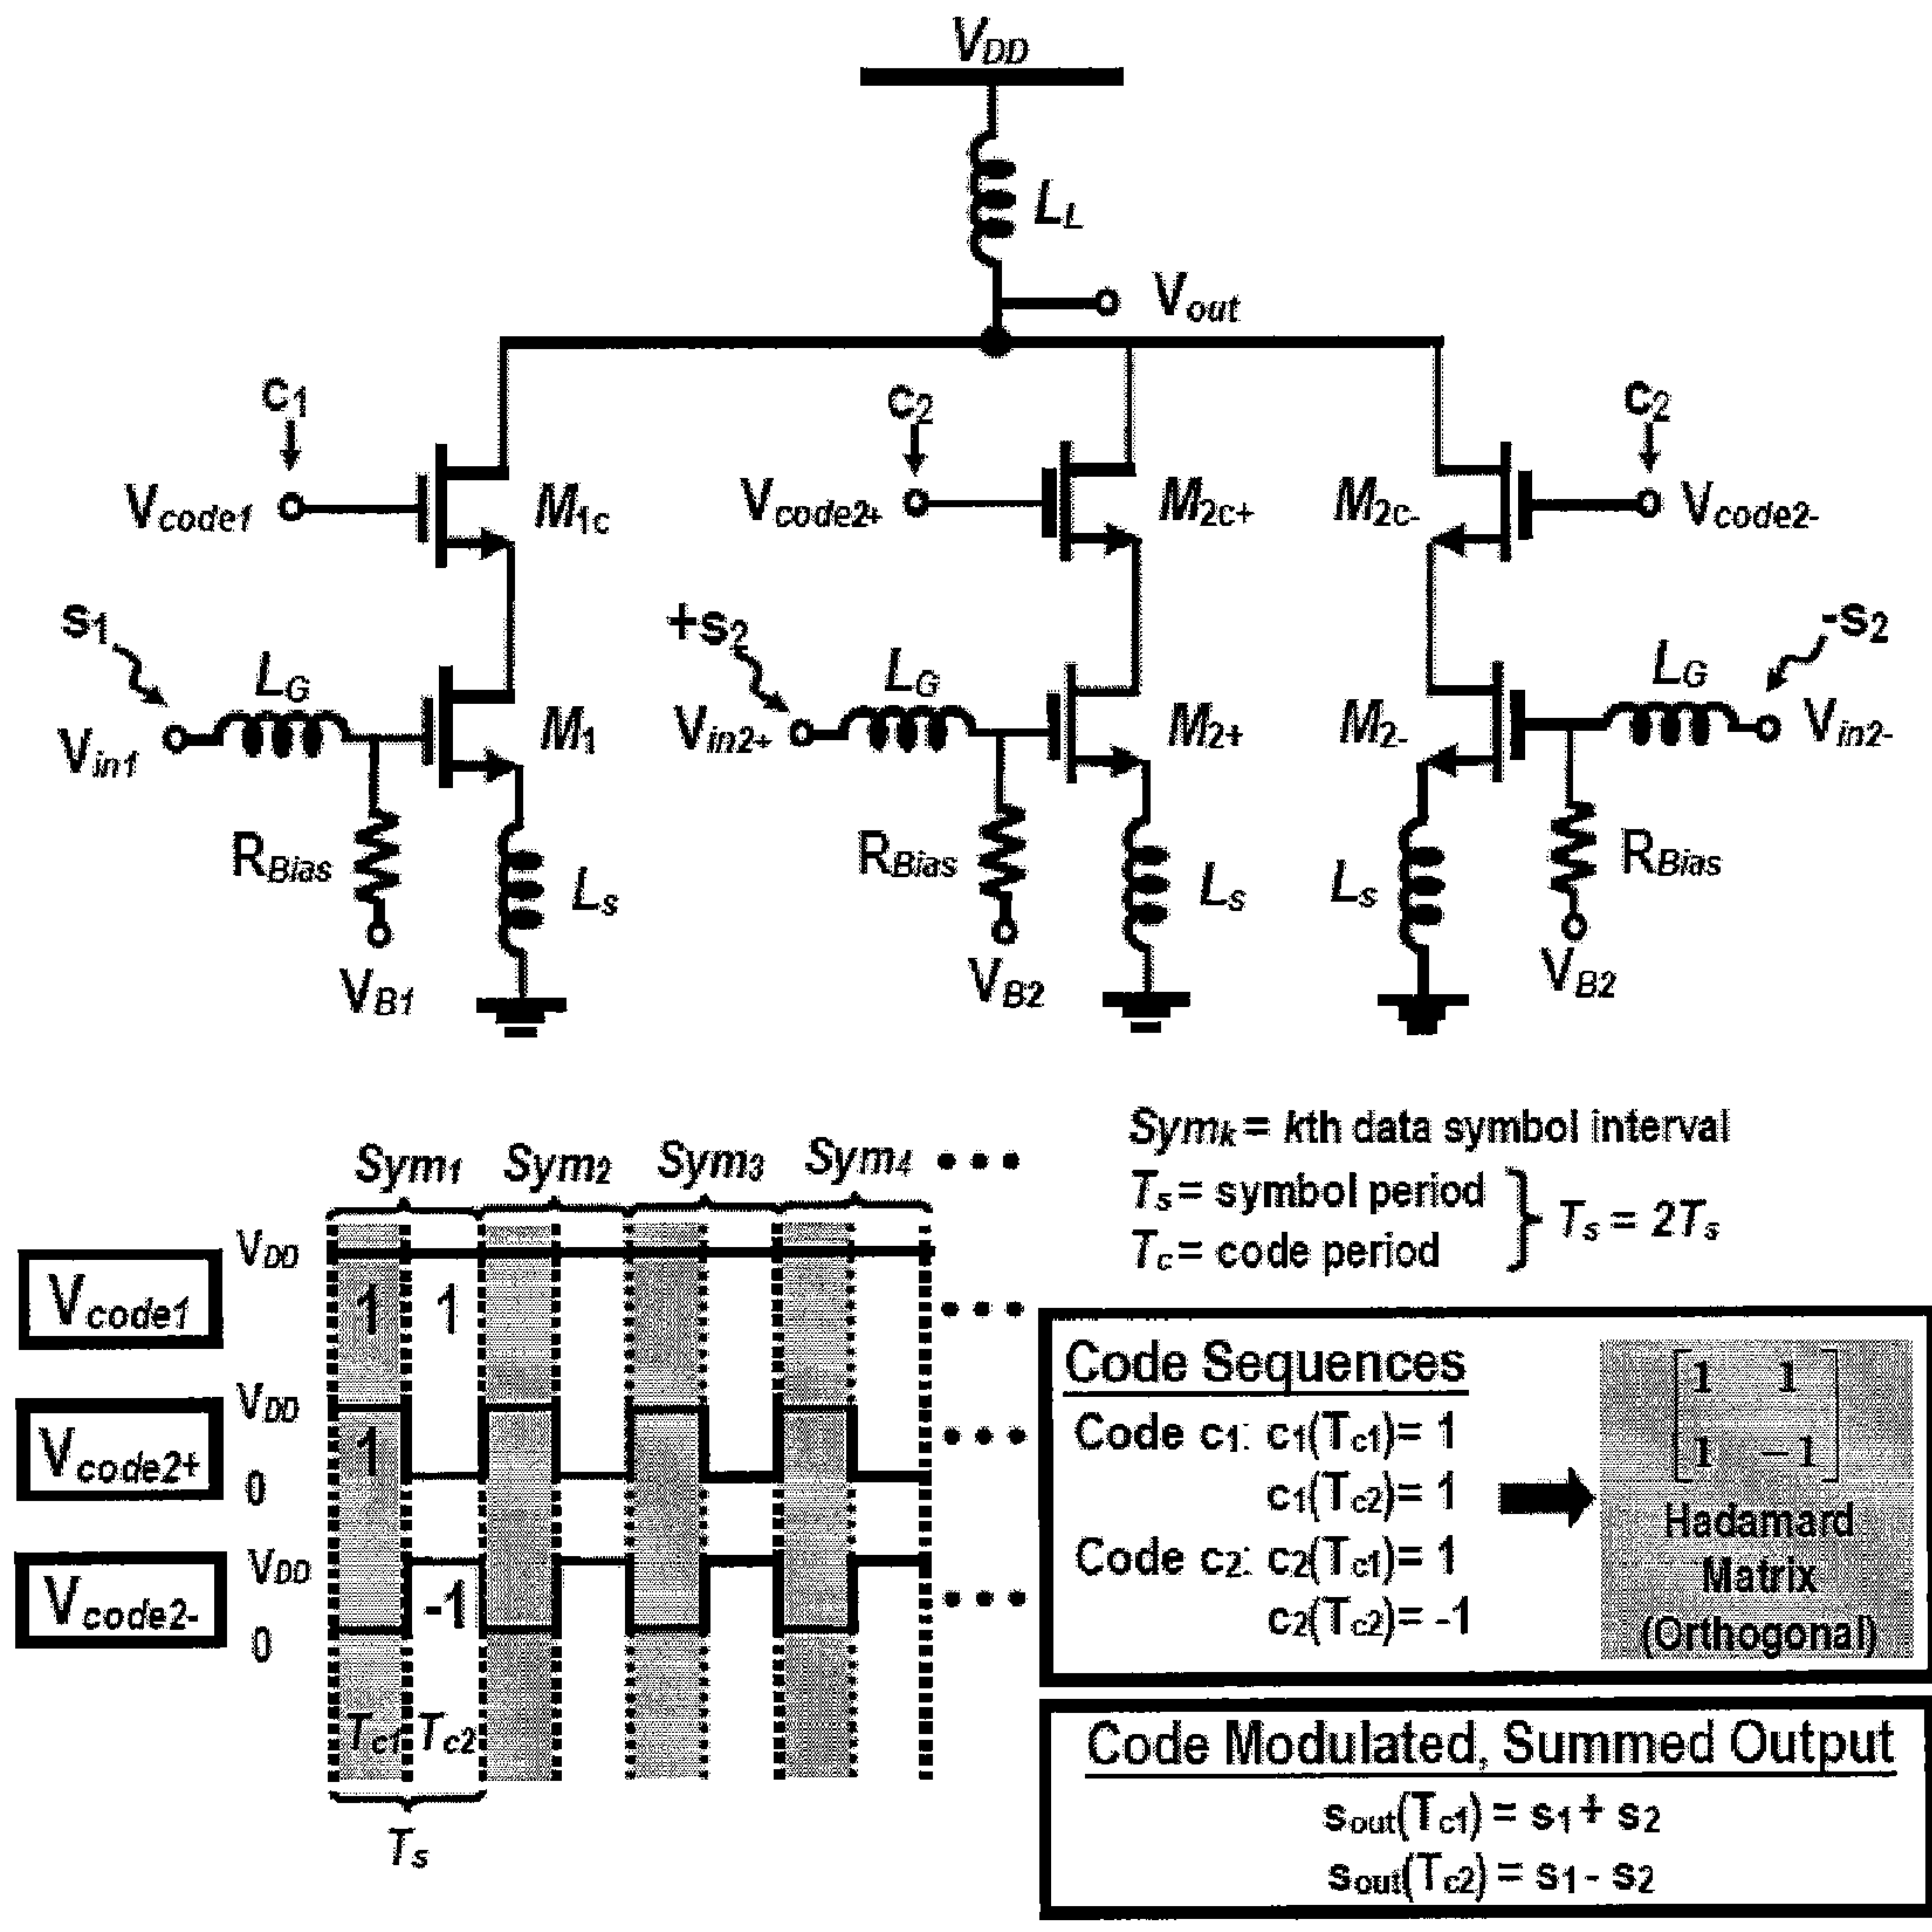 VDD
LL
Vout
c1
c2
c2
Vcode1
M1c
Vcode2+
M2c+
M2c-
Vcode2-
s1
+s2
-s2
LG
LG
LG
Vin1
M1
Vin2+
M2+
M2-
Vin2-
RBias
Ls
RBias
Ls
Ls
RBias
VB1
VB2
VB2
Sym1 Sym2 Sym3 Sym4 •••
Symk = kth data symbol interval
Ts = symbol period
Tc = code period
Ts = 2Ts
VDD
Vcode1
1 1
•••
VDD
Vcode2+
1
0
•••
VDD
Vcode2-
-1
0
•••
Tc1 Tc2
Ts
Code Sequences
Code c1: c1(Tc1)= 1
c1(Tc2)= 1
Code c2: c2(Tc1)= 1
c2(Tc2)= -1
1 1
1 -1
Hadamard
Matrix
(Orthogonal)
Code Modulated, Summed Output
sout(Tc1) = s1 + s2
sout(Tc2) = s1 - s2